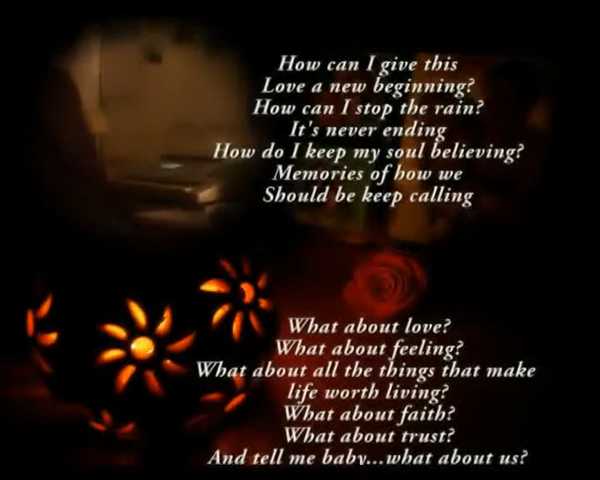 How can I give this
Love a new beginning?
How can I stop the rain?
It's never ending
How do I keep my soul believing?
Memories of how we
Should be keep calling
What about love?
What about feeling?
What about all the things that make
life worth living?
What about faith?
What about trust?
And tell me baby...what about us?